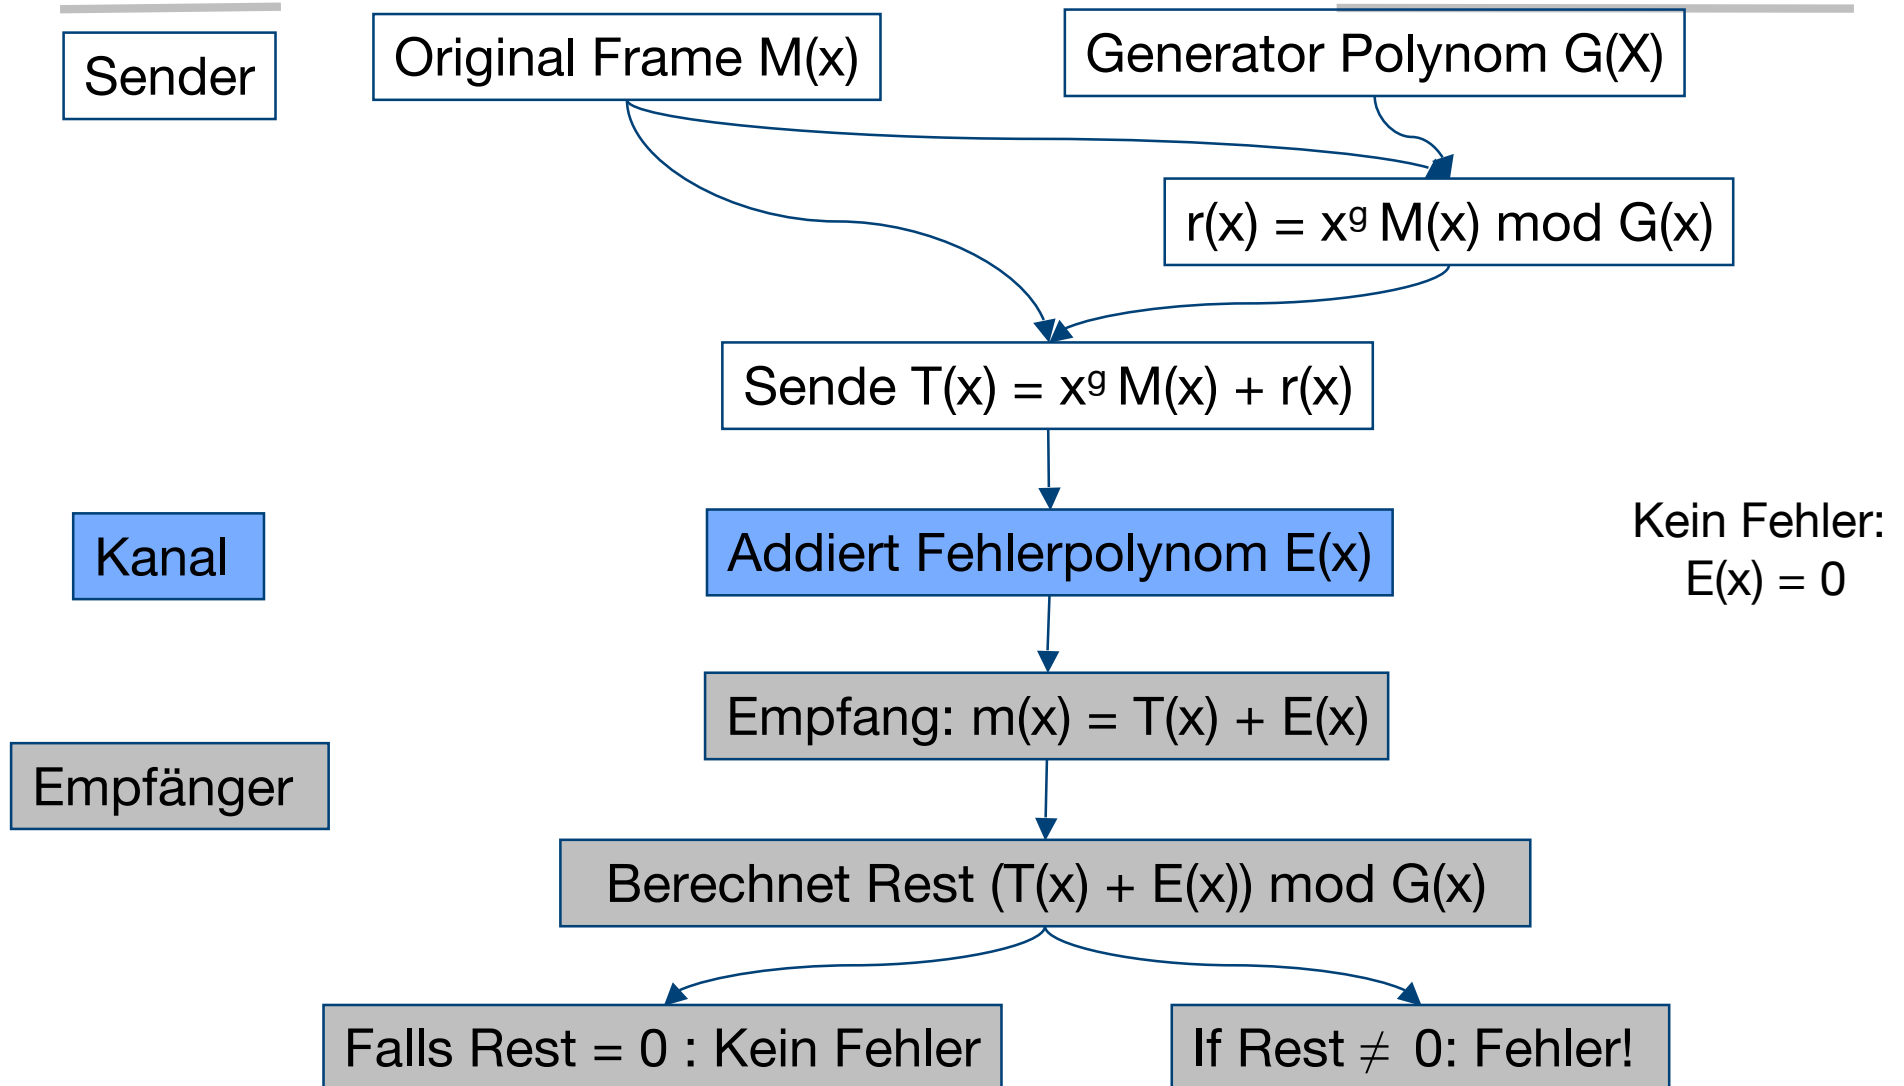 Sender
Original Frame M(x)
Generator Polynom G(X)
r(x) = xᵍ M(x) mod G(x)
Sende T(x) = xᵍ M(x) + r(x)
Kanal
Addiert Fehlerpolynom E(x)
Kein Fehler:
E(x) = 0
Empfang: m(x) = T(x) + E(x)
Empfänger
Berechnet Rest (T(x) + E(x)) mod G(x)
Falls Rest = 0 : Kein Fehler
If Rest ≠ 0: Fehler!